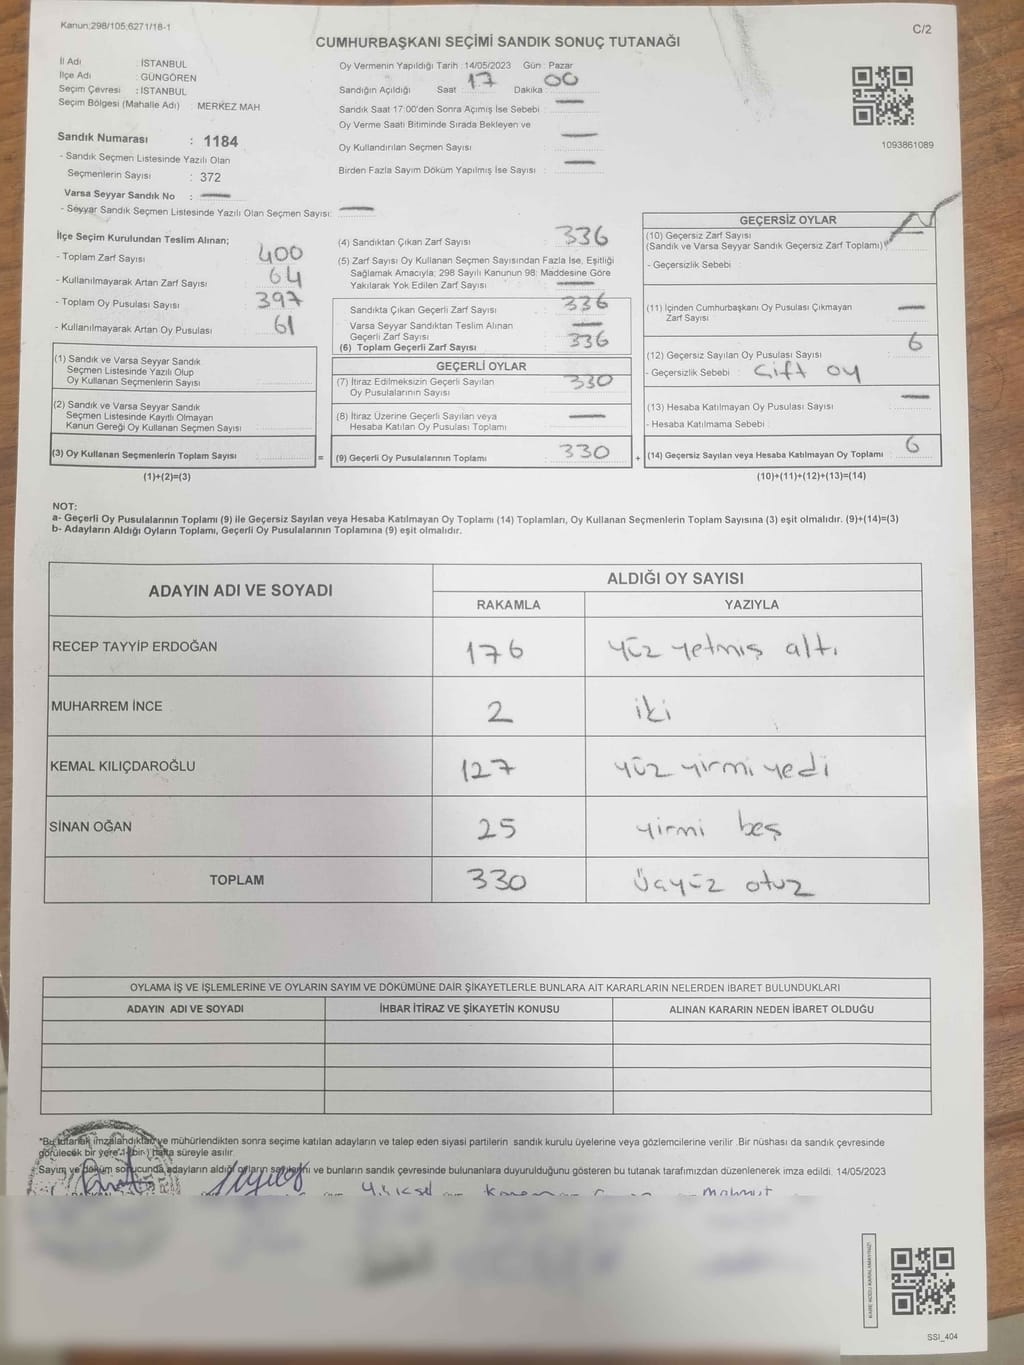 Kanun:298/105;6271/18-1
C/2
CUMHURBAŞKANI SEÇİMİ SANDIK SONUÇ TUTANAĞI
İl Adı : İSTANBUL
İlçe Adı : GÜNGÖREN
Seçim Çevresi : İSTANBUL
Seçim Bölgesi (Mahalle Adı) : MERKEZ MAH
Sandık Numarası : 1184
- Sandık Seçmen Listesinde Yazılı Olan
Seçmenlerin Sayısı : 372
Varsa Seyyar Sandık No : —
- Seyyar Sandık Seçmen Listesinde Yazılı Olan Seçmen Sayısı: —
Oy Vermenin Yapıldığı Tarih :14/05/2023 Gün : Pazar
Sandığın Açıldığı Saat 17 Dakika 00
Sandık Saat 17:00'den Sonra Açımış İse Sebebi : —
Oy Verme Saati Bitiminde Sırada Bekleyen ve
Oy Kullandırılan Seçmen Sayısı —
Birden Fazla Sayım Döküm Yapılmış İse Sayısı : —
1093861089
İlçe Seçim Kurulundan Teslim Alınan;
- Toplam Zarf Sayısı 400
- Kullanılmayarak Artan Zarf Sayısı 64
- Toplam Oy Pusulası Sayısı 397
- Kullanılmayarak Artan Oy Pusulası 61
(1) Sandık ve Varsa Seyyar Sandık
Seçmen Listesinde Yazılı Olup
Oy Kullanan Seçmenlerin Sayısı
(2) Sandık ve Varsa Seyyar Sandık
Seçmen Listesinde Kayıtlı Olmayan
Kanun Gereği Oy Kullanan Seçmen Sayısı
(3) Oy Kullanan Seçmenlerin Toplam Sayısı =
(1)+(2)=(3)
(4) Sandıktan Çıkan Zarf Sayısı 336
(5) Zarf Sayısı Oy Kullanan Seçmen Sayısından Fazla İse, Eşitliği
Sağlamak Amacıyla; 298 Sayılı Kanunun 98; Maddesine Göre
Yakılarak Yok Edilen Zarf Sayısı —
Sandıkta Çıkan Geçerli Zarf Sayısı 336
Varsa Seyyar Sandıktan Teslim Alınan
Geçerli Zarf Sayısı —
(6) Toplam Geçerli Zarf Sayısı 336
GEÇERLİ OYLAR
(7) İtiraz Edilmeksizin Geçerli Sayılan
Oy Pusulalarının Sayısı 330
(8) İtiraz Üzerine Geçerli Sayılan veya
Hesaba Katılan Oy Pusulası Toplamı —
(9) Geçerli Oy Pusulalarının Toplamı 330 +
GEÇERSİZ OYLAR
(10) Geçersiz Zarf Sayısı
(Sandık ve Varsa Seyyar Sandık Geçersiz Zarf Toplamı) —
- Geçersizlik Sebebi :
(11) İçinden Cumhurbaşkanı Oy Pusulası Çıkmayan
Zarf Sayısı —
(12) Geçersiz Sayılan Oy Pusulası Sayısı 6
- Geçersizlik Sebebi : Çift oy
(13) Hesaba Katılmayan Oy Pusulası Sayısı —
- Hesaba Katılmama Sebebi :
(14) Geçersiz Sayılan veya Hesaba Katılmayan Oy Toplamı 6
(10)+(11)+(12)+(13)=(14)
NOT:
a- Geçerli Oy Pusulalarının Toplamı (9) ile Geçersiz Sayılan veya Hesaba Katılmayan Oy Toplamı (14) Toplamları, Oy Kullanan Seçmenlerin Toplam Sayısına (3) eşit olmalıdır. (9)+(14)=(3)
b- Adayların Aldığı Oyların Toplamı, Geçerli Oy Pusulalarının Toplamına (9) eşit olmalıdır.
ADAYIN ADI VE SOYADI
ALDIĞI OY SAYISI
RAKAMLA YAZIYLA
RECEP TAYYİP ERDOĞAN 176 yüz yetmiş altı
MUHARREM İNCE 2 iki
KEMAL KILIÇDAROĞLU 127 yüz yirmi yedi
SİNAN OĞAN 25 yirmi beş
TOPLAM 330 üçyüz otuz
OYLAMA İŞ VE İŞLEMLERİNE VE OYLARIN SAYIM VE DÖKÜMÜNE DAİR ŞİKAYETLERLE BUNLARA AİT KARARLARIN NELERDEN İBARET BULUNDUKLARI
ADAYIN ADI VE SOYADI İHBAR İTİRAZ VE ŞİKAYETİN KONUSU ALINAN KARARIN NEDEN İBARET OLDUĞU
*Bu tutanak imzalandıktan ve mühürlendikten sonra seçime katılan adayların ve talep eden siyasi partilerin sandık kurulu üyelerine veya gözlemcilerine verilir .Bir nüshası da sandık çevresinde
görülecek bir yere 1 (bir ) hafta süreyle asılır.
Sayım ve döküm sonucunda adayların aldığı oyların sayılarını ve bunların sandık çevresinde bulunanlara duyurulduğunu gösteren bu tutanak tarafımızdan düzenlenerek imza edildi. 14/05/2023
Yüksel Mahmut
SSI_404